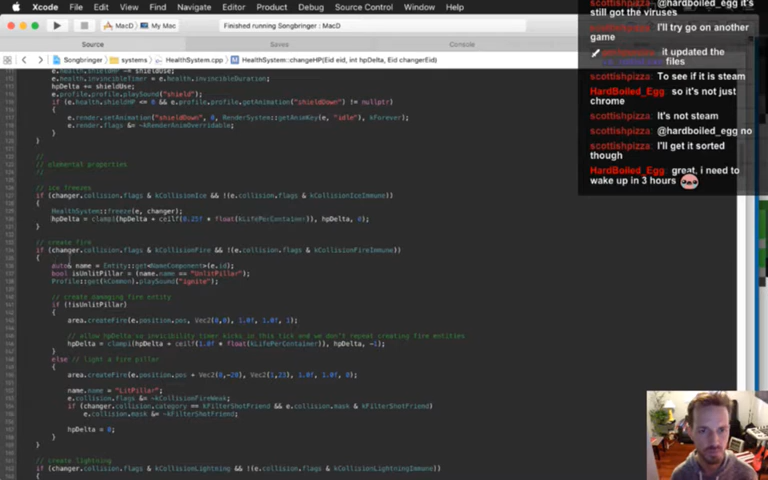 Xcode File Edit View Find Navigate Editor Product Debug Source Control Window Help
MacD My Mac Finished running Songbringer : MacD
Source Saved Console
Songbringer systems HealthSystem.cpp HealthSystem::changeHP(Eid eid, int hpDelta, Eid changerEid)
e.health.invincibleTimer = e.health.invincibleDuration;
hpDelta += shieldUse;
e.profile.profile.playSound("shield");
if (e.health.shieldHP <= 0 && e.profile.profile.getAnimation("shieldDown") != nullptr)
{
e.render.setAnimation("shieldDown", 0, RenderSystem::getAnimKey(e, "idle"), kForever);
e.render.flags &= ~kRenderAnimOverridable;
}
}
//
// elemental properties
//
// ice freezes
if (changer.collision.flags & kCollisionIce && !(e.collision.flags & kCollisionIceImmune))
{
HealthSystem::freeze(e, changer);
hpDelta = clampi(hpDelta + ceilf(0.25f * float(kLifePerContainer)), hpDelta, 0);
}
// create fire
if (changer.collision.flags & kCollisionFire && !(e.collision.flags & kCollisionFireImmune))
{
auto& name = Entity::get<NameComponent>(e.id);
bool isUnlitPillar = (name.name == "UnlitPillar");
Profile::get(kCommon).playSound("ignite");
// create damaging fire entity
if (!isUnlitPillar)
{
area.createFire(e.position.pos, Vec2(0,0), 1.0f, 1.0f, 1);
// allow hpDelta so invicibility timer kicks in this tick and we don't repeat creating fire entities
hpDelta = clampi(hpDelta + ceilf(1.0f * float(kLifePerContainer)), hpDelta, -1);
}
else // light a fire pillar
{
area.createFire(e.position.pos, Vec2(0,-28), Vec2(1,23), 1.0f, 1.0f, 0);
name.name = "LitPillar";
e.collision.flags &= ~kCollisionFireWeak;
if (changer.collision.category == kFilterShotFriend && e.collision.mask & kFilterShotFriend)
e.collision.mask &= ~kFilterShotFriend;
hpDelta = 0;
}
}
// create lightning
if (changer.collision.flags & kCollisionLightning && !(e.collision.flags & kCollisionLightningImmune))
{
scottishpizza: @hardboiled_egg it's
still got the viruses
scottishpizza: I'll try go on another
game
it updated the
files
scottishpizza: To see if it is steam
HardBoiled_Egg: so it's not just
chrome
scottishpizza: It's not steam
scottishpizza: @hardboiled_egg no
scottishpizza: I'll get it sorted
though
HardBoiled_Egg: great, i need to
wake up in 3 hours